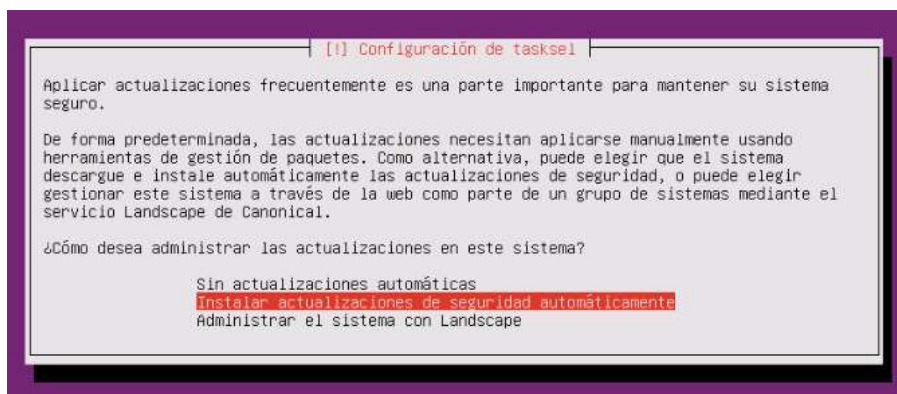 [!] Configuración de tasksel
Aplicar actualizaciones frecuentemente es una parte importante para mantener su sistema
seguro.
De forma predeterminada, las actualizaciones necesitan aplicarse manualmente usando
herramientas de gestión de paquetes. Como alternativa, puede elegir que el sistema
descargue e instale automáticamente las actualizaciones de seguridad, o puede elegir
gestionar este sistema a través de la web como parte de un grupo de sistemas mediante el
servicio Landscape de Canonical.
¿Cómo desea administrar las actualizaciones en este sistema?
Sin actualizaciones automáticas
Instalar actualizaciones de seguridad automáticamente
Administrar el sistema con Landscape